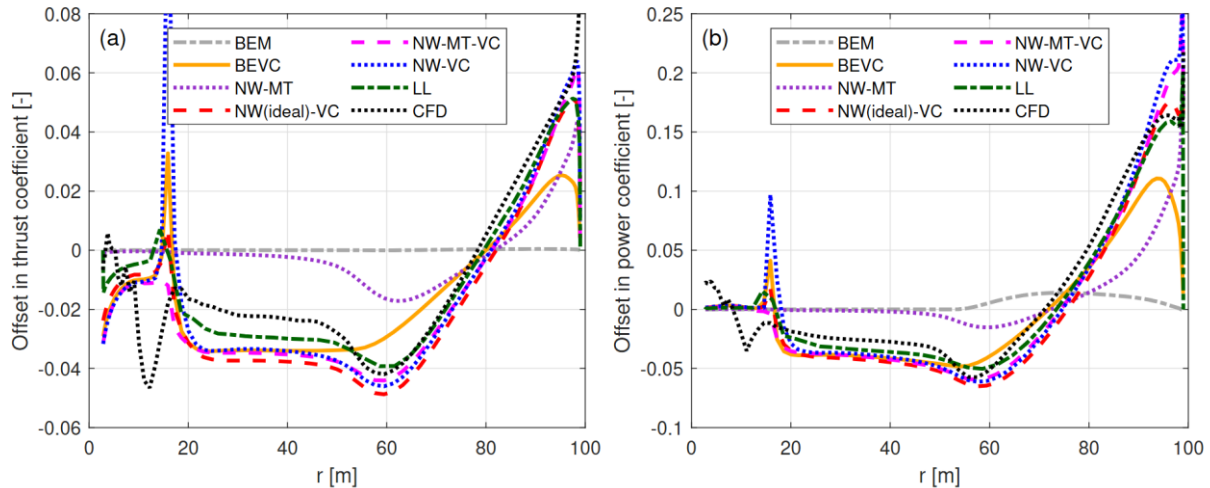 (a)
BEM
BEVC
NW-MT
NW(ideal)-VC
NW-MT-VC
NW-VC
LL
CFD
0.08
0.06
0.04
0.02
0
-0.02
-0.04
-0.06
Offset in thrust coefficient [-]
0 20 40 60 80 100
r [m]
(b)
BEM
BEVC
NW-MT
NW(ideal)-VC
NW-MT-VC
NW-VC
LL
CFD
0.25
0.2
0.15
0.1
0.05
0
-0.05
-0.1
Offset in power coefficient [-]
0 20 40 60 80 100
r [m]